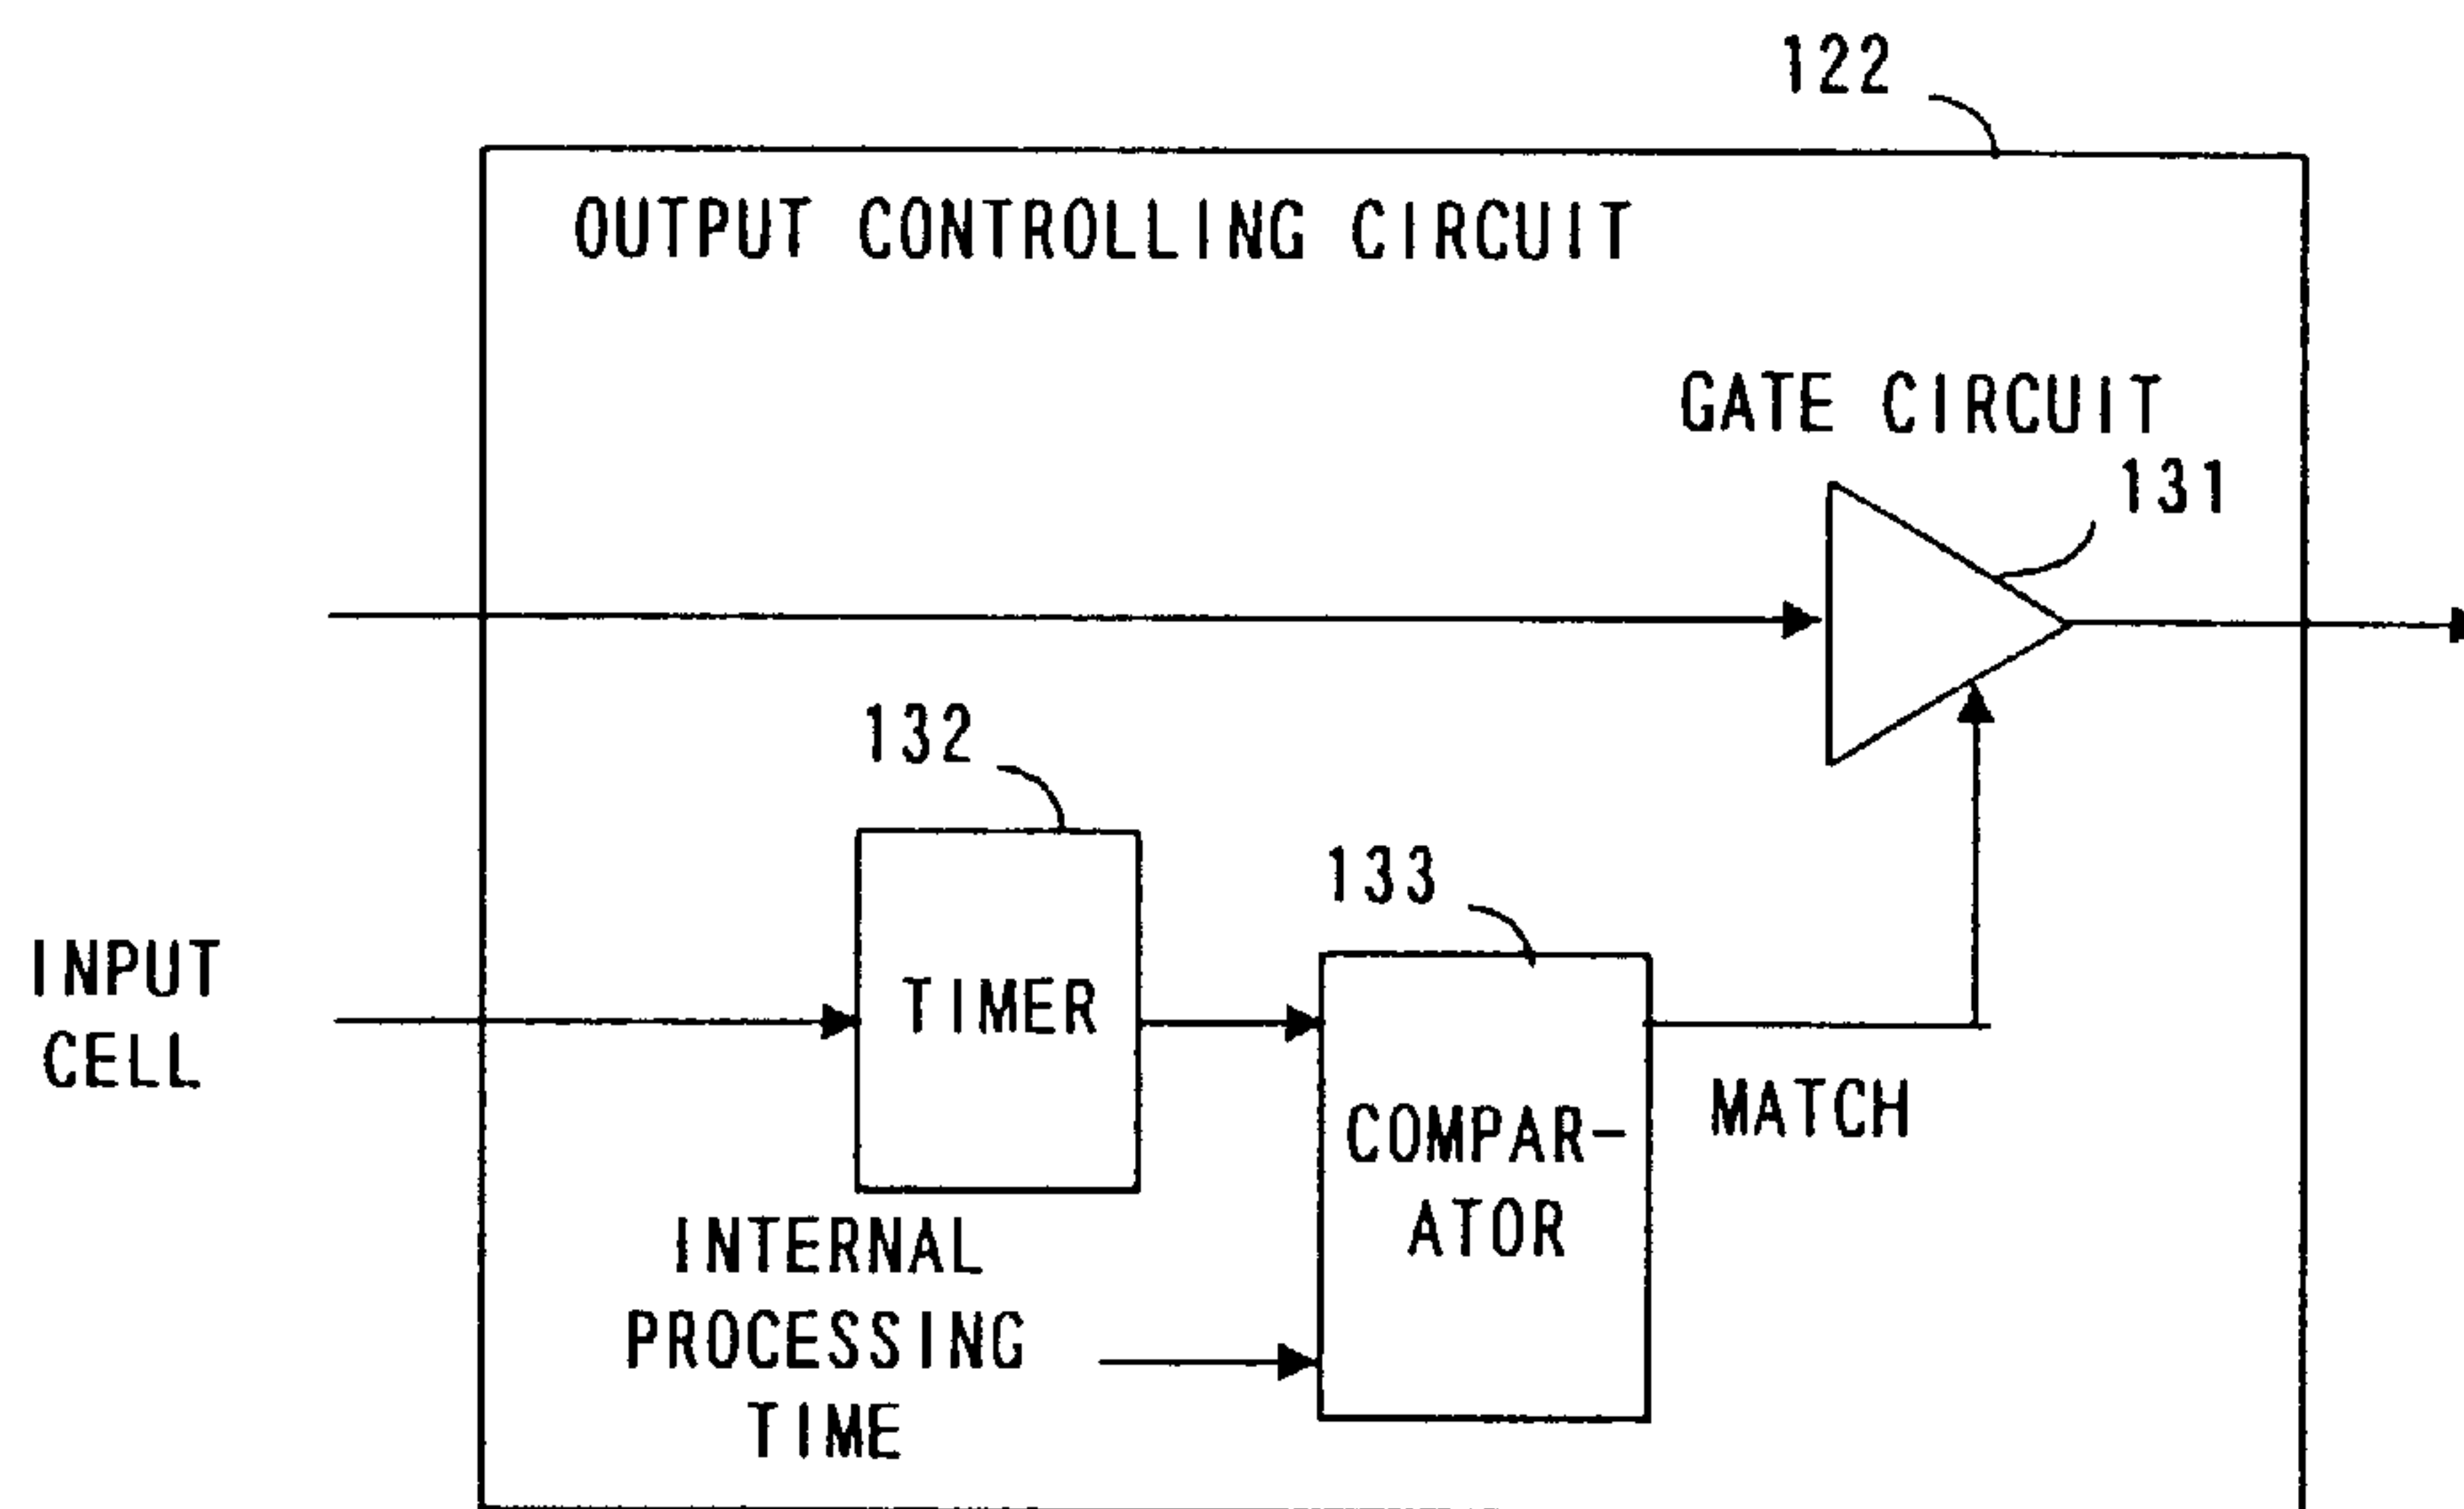 122
OUTPUT CONTROLLING CIRCUIT
GATE CIRCUIT
131
132
133
INPUT
CELL
TIMER
COMPAR-
ATOR
MATCH
INTERNAL
PROCESSING
TIME